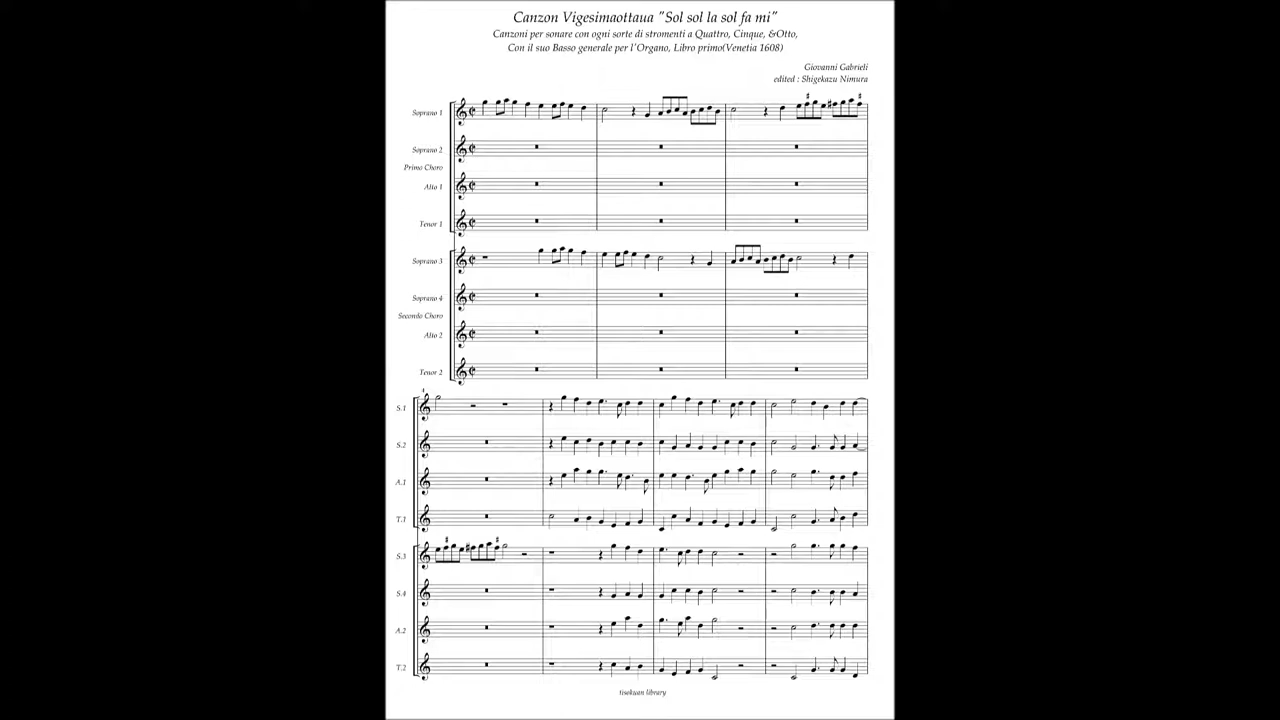 Canzon Vigesimaottaua "Sol sol la sol fa mi"
Canzoni per sonare con ogni sorte di stromenti a Quattro, Cinque, &Otto,
Con il suo Basso generale per l'Organo, Libro primo(Venetia 1608)
Giovanni Gabrieli
edited : Shigekazu Nimura
Soprano 1
Soprano 2
Primo Choro
Alto 1
Tenor 1
Soprano 3
Soprano 4
Secondo Choro
Alto 2
Tenor 2
4
S.1
S.2
A.1
T.1
S.3
S.4
A.2
T.2
tisekuan library